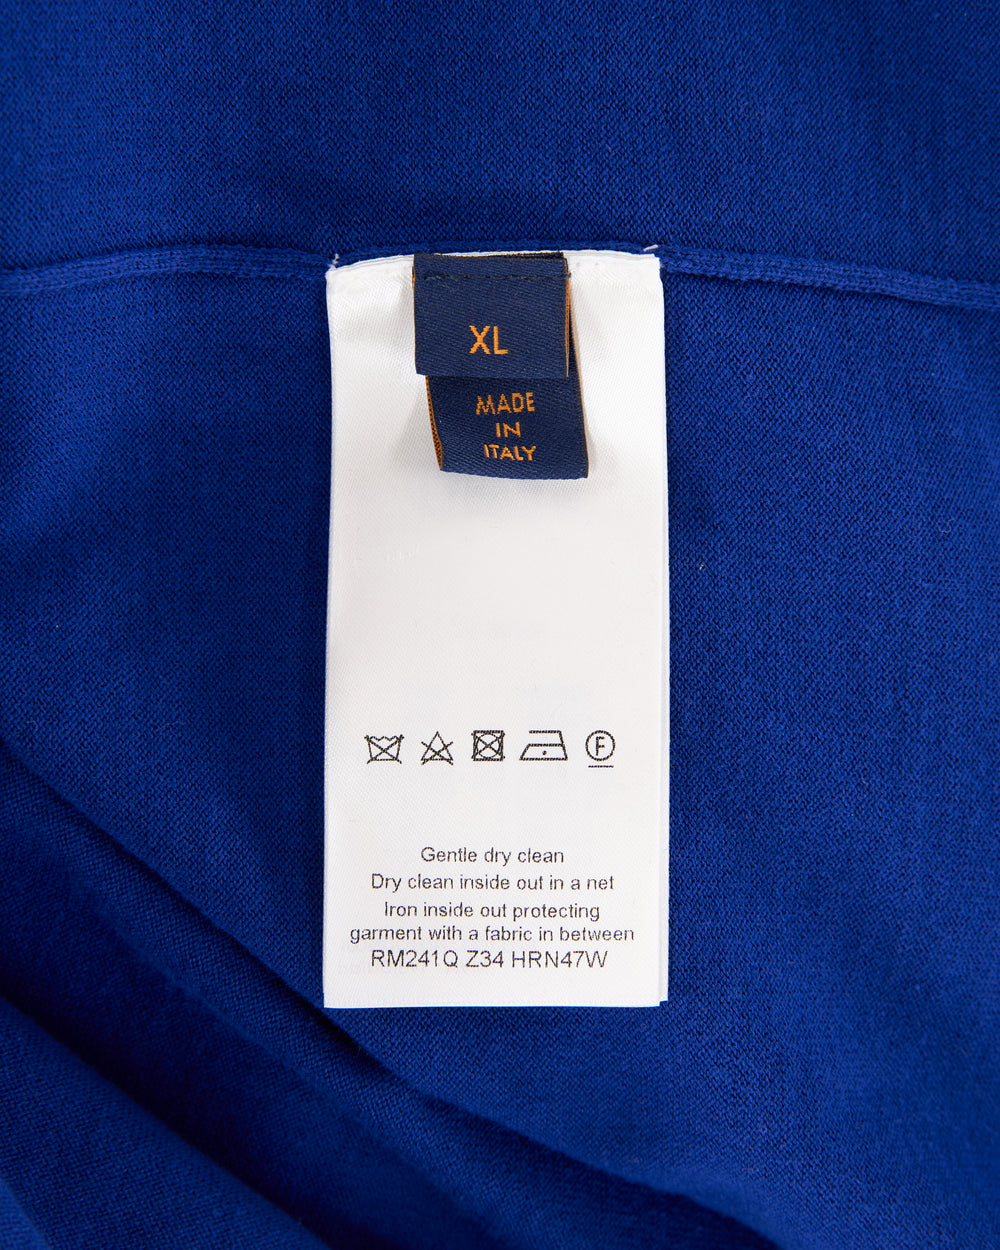 XL
MADE
IN
ITALY
F
Gentle dry clean
Dry clean inside out in a net
Iron inside out protecting
garment with a fabric in between
RM241Q Z34 HRN47W